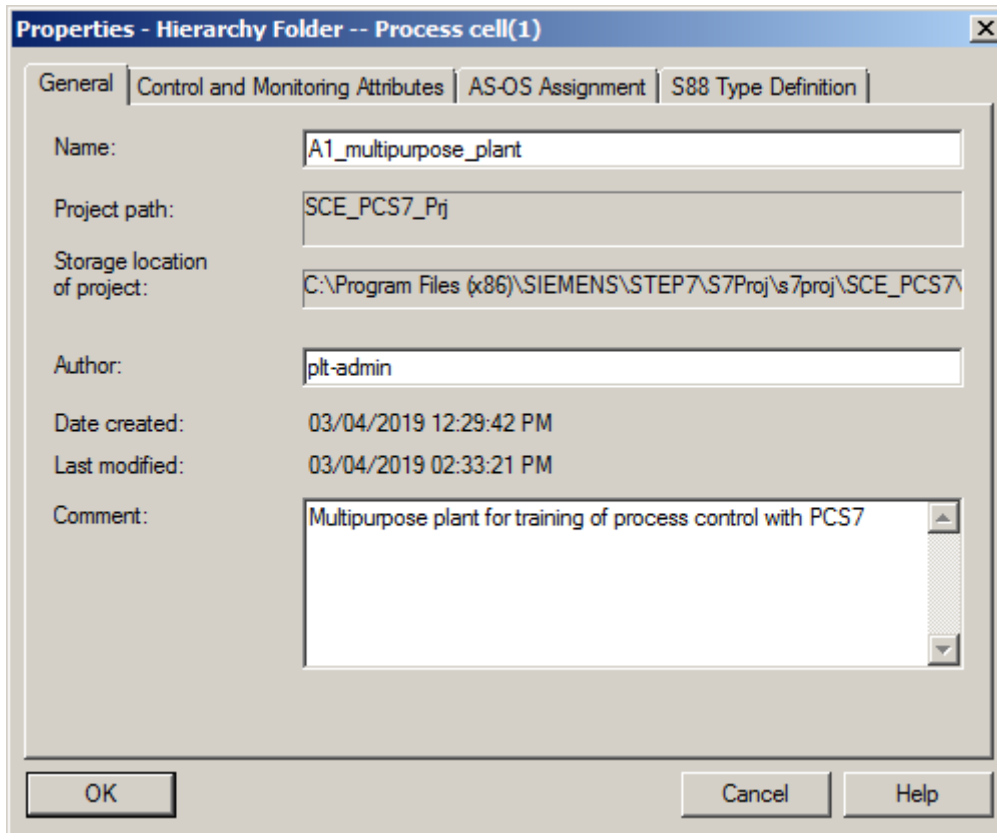 Properties - Hierarchy Folder -- Process cell(1)
General Control and Monitoring Attributes AS-OS Assignment S88 Type Definition
Name: A1_multipurpose_plant
Project path: SCE_PCS7_Prj
Storage location
of project: C:\Program Files (x86)\SIEMENS\STEP7\S7Proj\s7proj\SCE_PCS7\
Author: plt-admin
Date created: 03/04/2019 12:29:42 PM
Last modified: 03/04/2019 02:33:21 PM
Comment: Multipurpose plant for training of process control with PCS7
OK Cancel Help